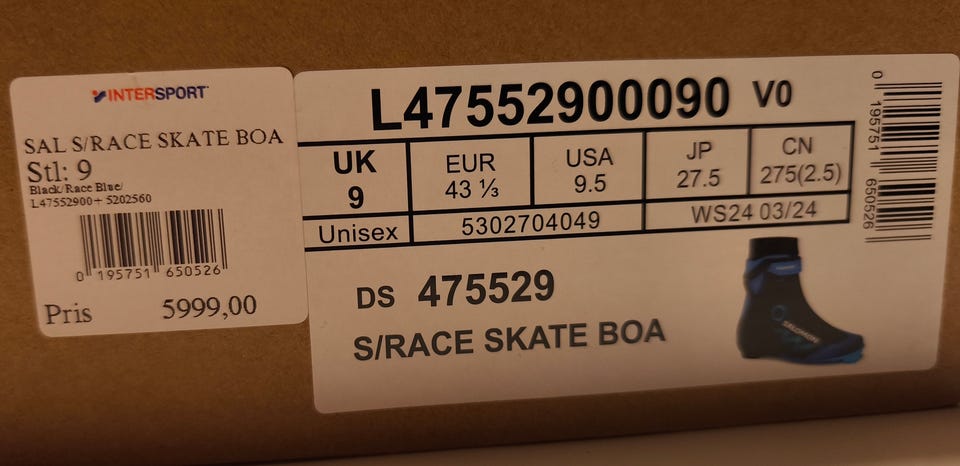 INTERSPORT
SAL S/RACE SKATE BOA
Stl: 9
Black/Race Blue/
L47552900+ 5202560
0 195751 650526
Pris 5999,00
L47552900090 V0
UK 9
EUR 43 ⅓
USA 9.5
JP 27.5
CN 275(2.5)
Unisex 5302704049 WS24 03/24
DS 475529
S/RACE SKATE BOA
SALOMON
0 195751 650526